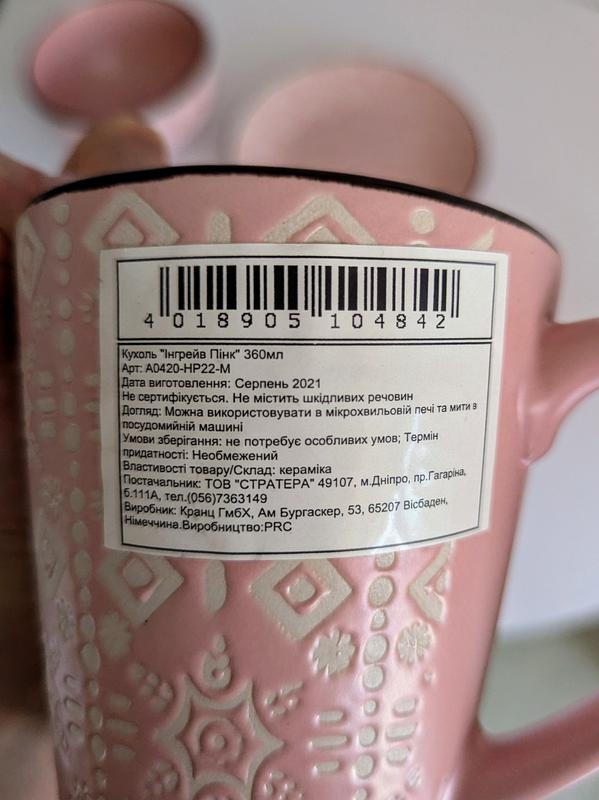 4 018905 104842
Кухоль "Інгрейв Пінк" 360мл
Арт: A0420-HP22-M
Дата виготовлення: Серпень 2021
Не сертифікується. Не містить шкідливих речовин
Догляд: Можна використовувати в мікрохвильовій печі та мити в
посудомийній машині
Умови зберігання: не потребує особливих умов; Термін
придатності: Необмежений
Властивості товару/Склад: кераміка
Постачальник: ТОВ "СТРАТЕРА" 49107, м.Дніпро, пр.Гагаріна,
б.111А, тел.(056)7363149
Виробник: Кранц ГмбХ, Ам Бургаскер, 53, 65207 Вісбаден,
Німеччина.Виробництво:PRC